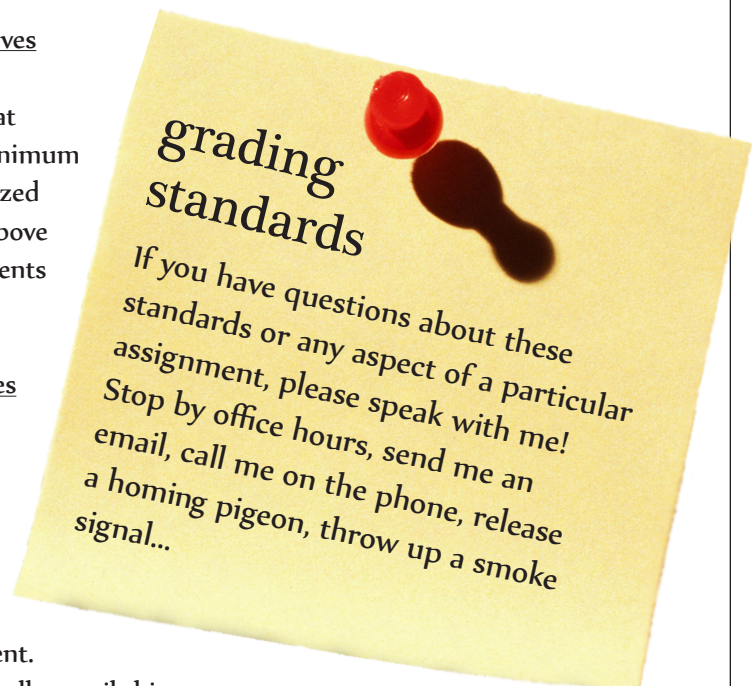 ves
at
nimum
zed
bove
ents
es
ent.
grading
standards
If you have questions about these
standards or any aspect of a particular
assignment, please speak with me!
Stop by office hours, send me an
email, call me on the phone, release
a homing pigeon, throw up a smoke
signal...